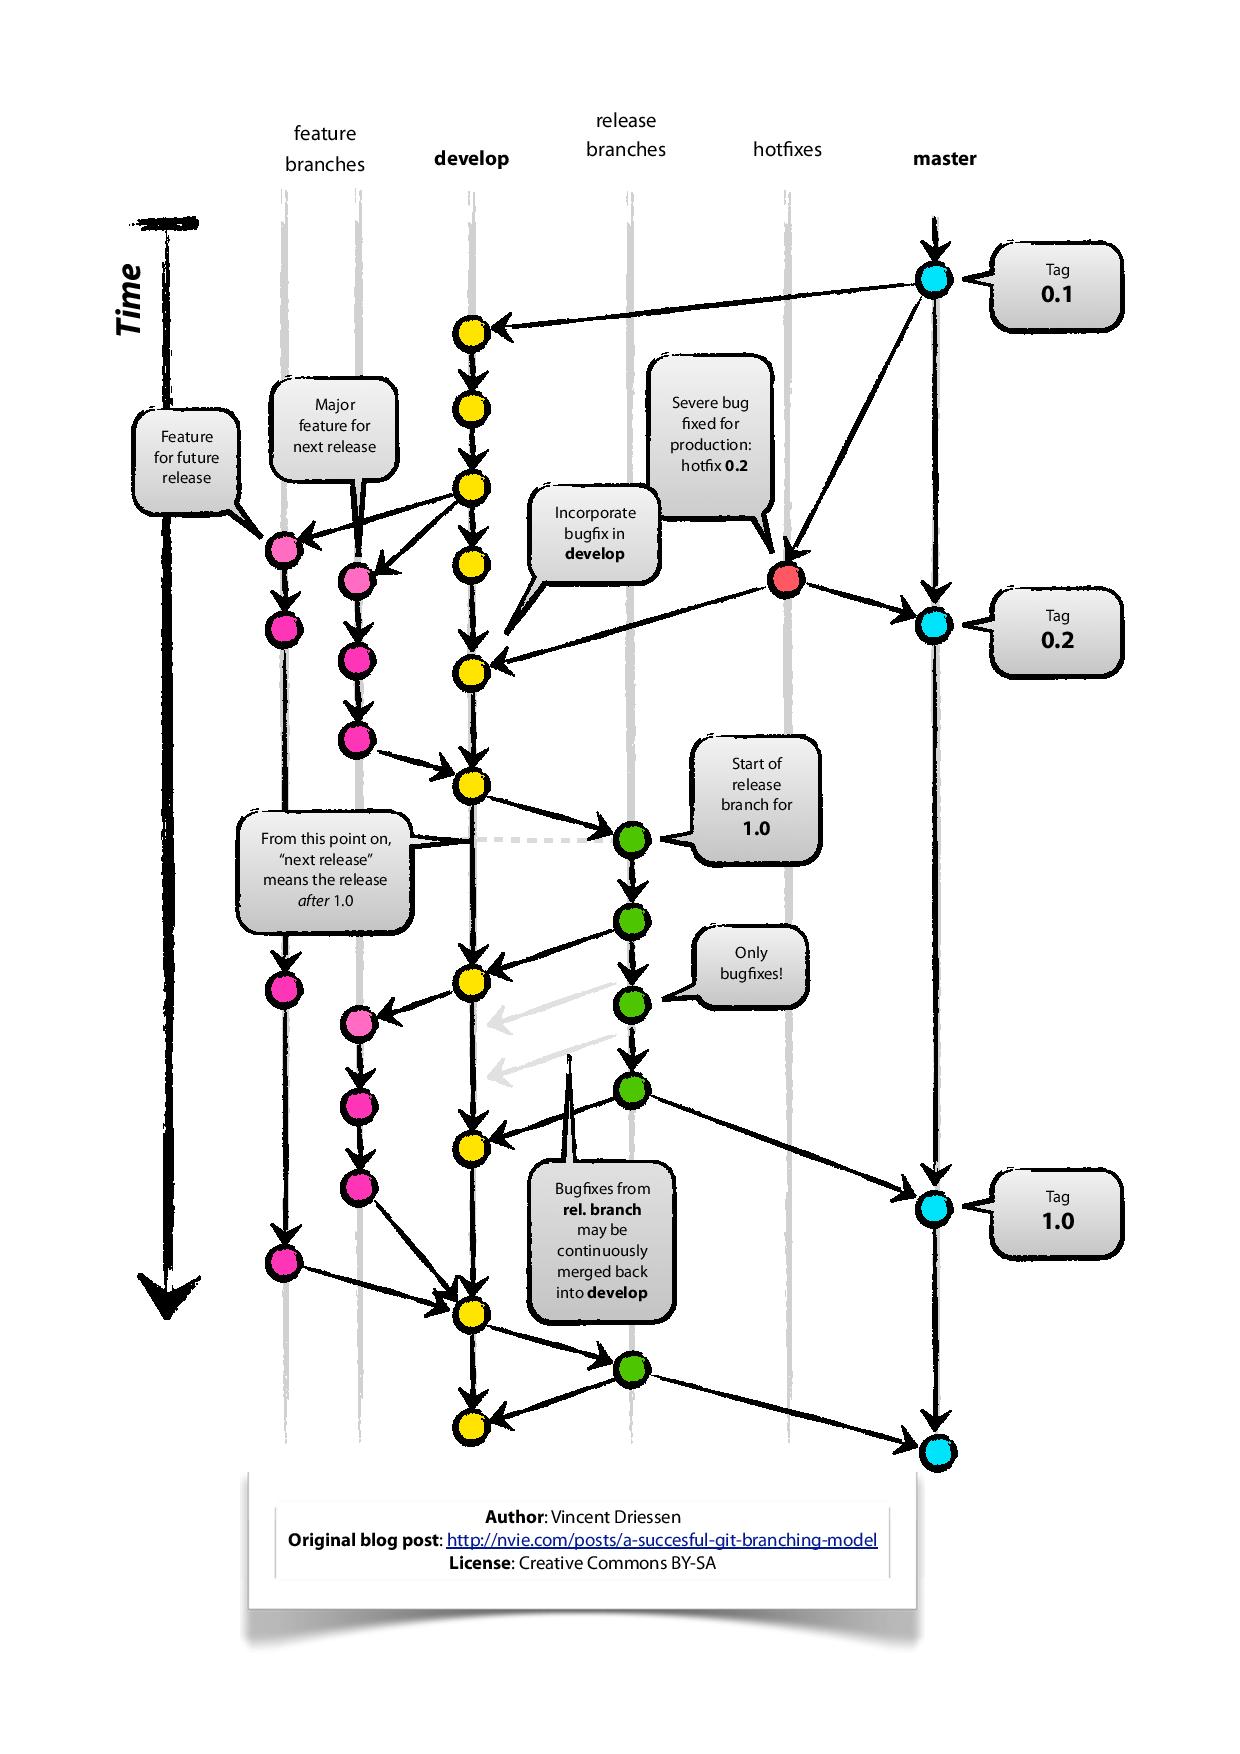 feature
branches
develop
release
branches
hotfixes
master
Time
Tag
0.1
Major
feature for
next release
Feature
for future
release
Severe bug
fixed for
production:
hotfix 0.2
Incorporate
bugfix in
develop
Tag
0.2
Start of
release
branch for
1.0
From this point on,
“next release”
means the release
after 1.0
Only
bugfixes!
Bugfixes from
rel. branch
may be
continuously
merged back
into develop
Tag
1.0
Author: Vincent Driessen
Original blog post: http://nvie.com/posts/a-succesful-git-branching-model
License: Creative Commons BY-SA